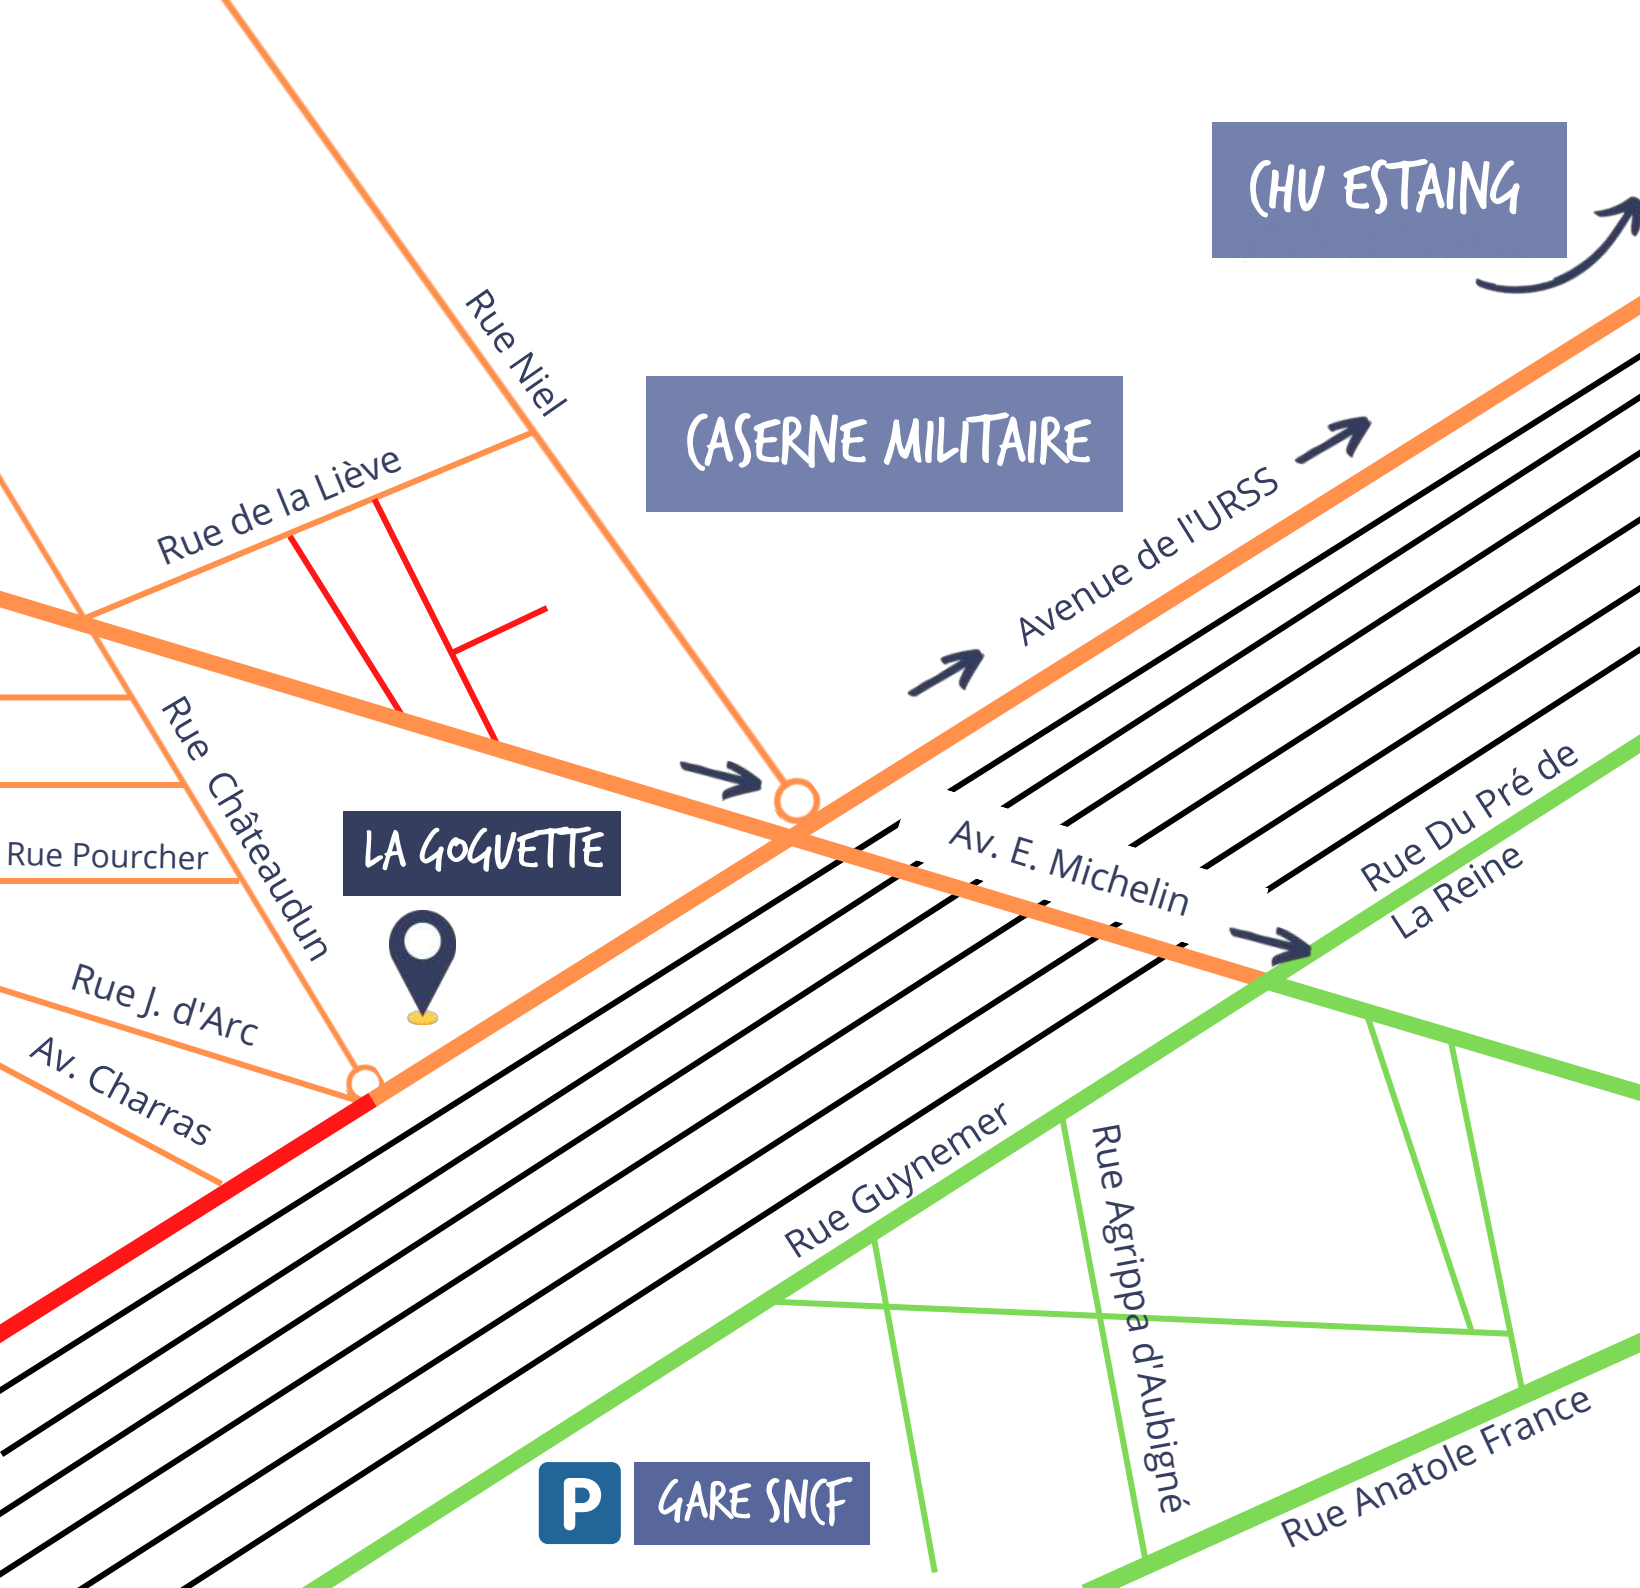 CHU ESTAING
Rue Niel
CASERNE MILITAIRE
Rue de la Liève
Avenue de l'URSS
Rue Châteaudun
LA GOGUETTE
Rue Pourcher
Av. E. Michelin
Rue Du Pré de
La Reine
Rue J. d'Arc
Av. Charras
Rue Guynemer
Rue Agrippa d'Aubigné
Rue Anatole France
P
GARE SNCF